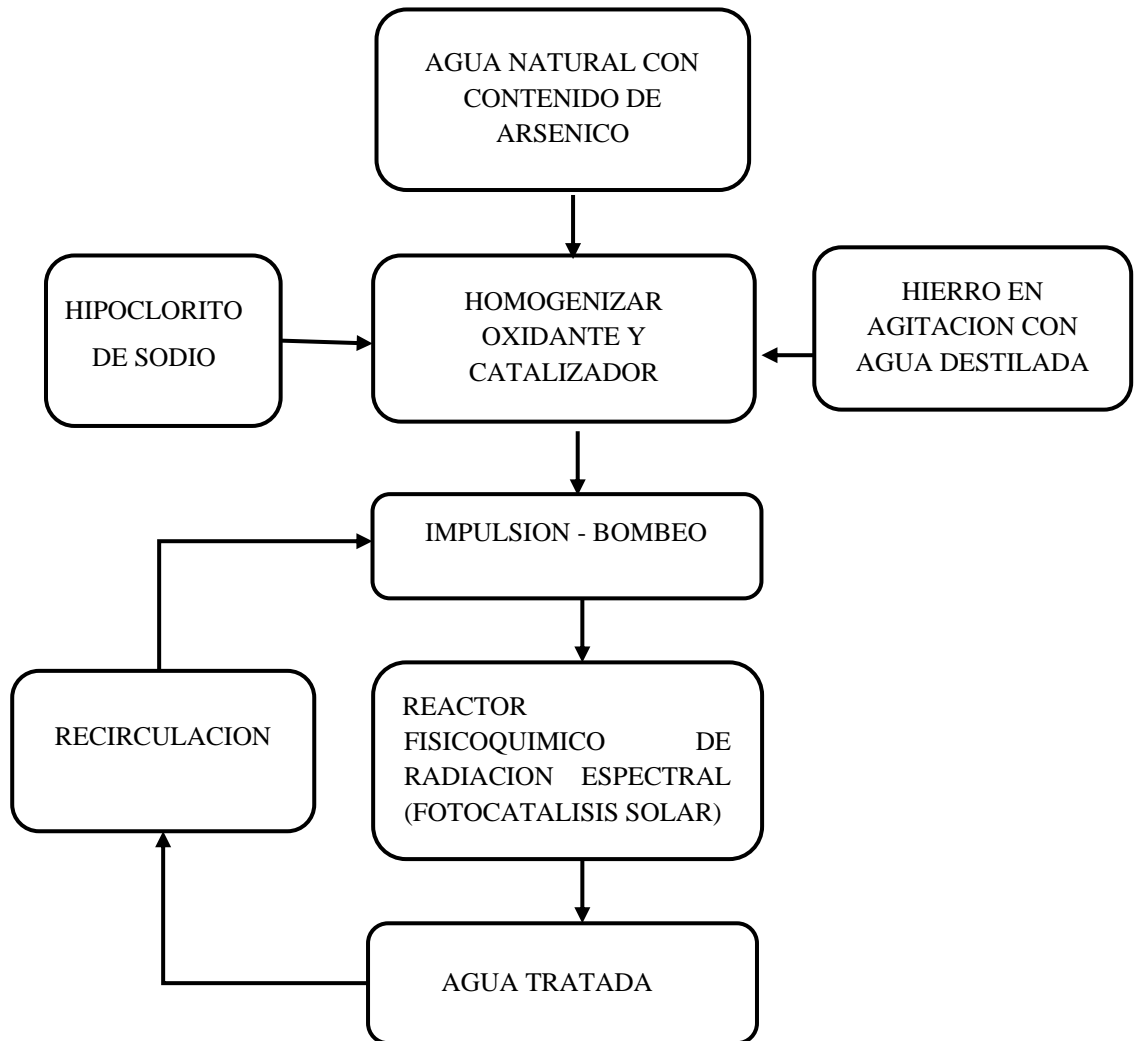 AGUA NATURAL CON
CONTENIDO DE
ARSENICO
HIPOCLORITO
DE SODIO
HOMOGENIZAR
OXIDANTE Y
CATALIZADOR
HIERRO EN
AGITACION CON
AGUA DESTILADA
IMPULSION - BOMBEO
RECIRCULACION
REACTOR
FISICOQUIMICO DE
RADIACION ESPECTRAL
(FOTOCATALISIS SOLAR)
AGUA TRATADA